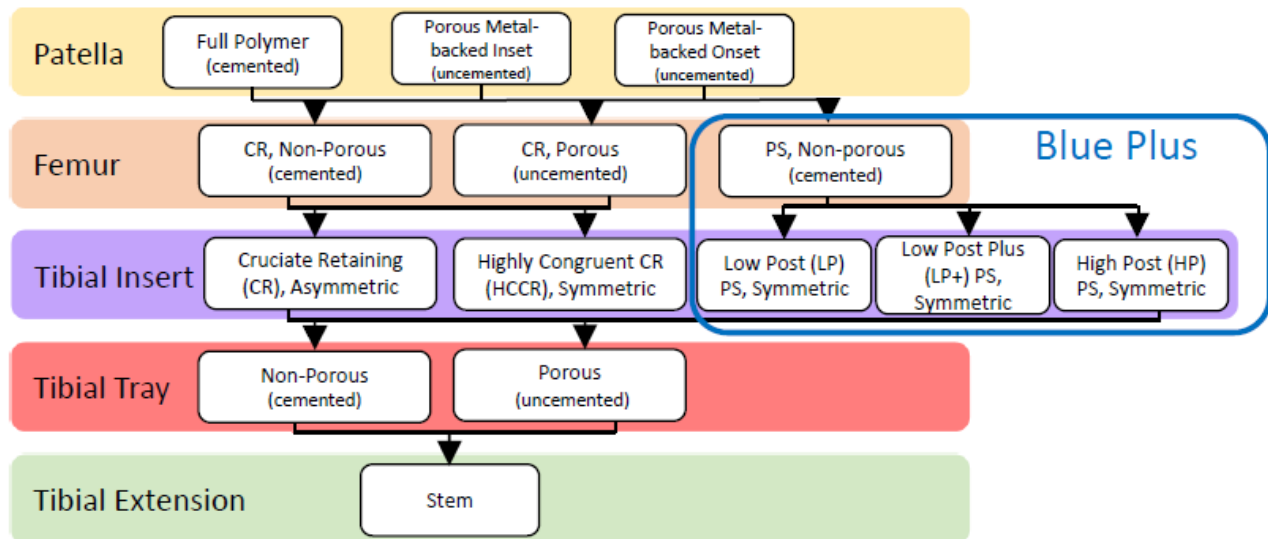 Patella
Full Polymer
(cemented)
Porous Metal-
backed Inset
(uncemented)
Porous Metal-
backed Onset
(uncemented)
Femur
CR, Non-Porous
(cemented)
CR, Porous
(uncemented)
PS, Non-porous
(cemented)
Blue Plus
Tibial Insert
Cruciate Retaining
(CR), Asymmetric
Highly Congruent CR
(HCCR), Symmetric
Low Post (LP)
PS, Symmetric
Low Post Plus
(LP+) PS,
Symmetric
High Post (HP)
PS, Symmetric
Tibial Tray
Non-Porous
(cemented)
Porous
(uncemented)
Tibial Extension
Stem